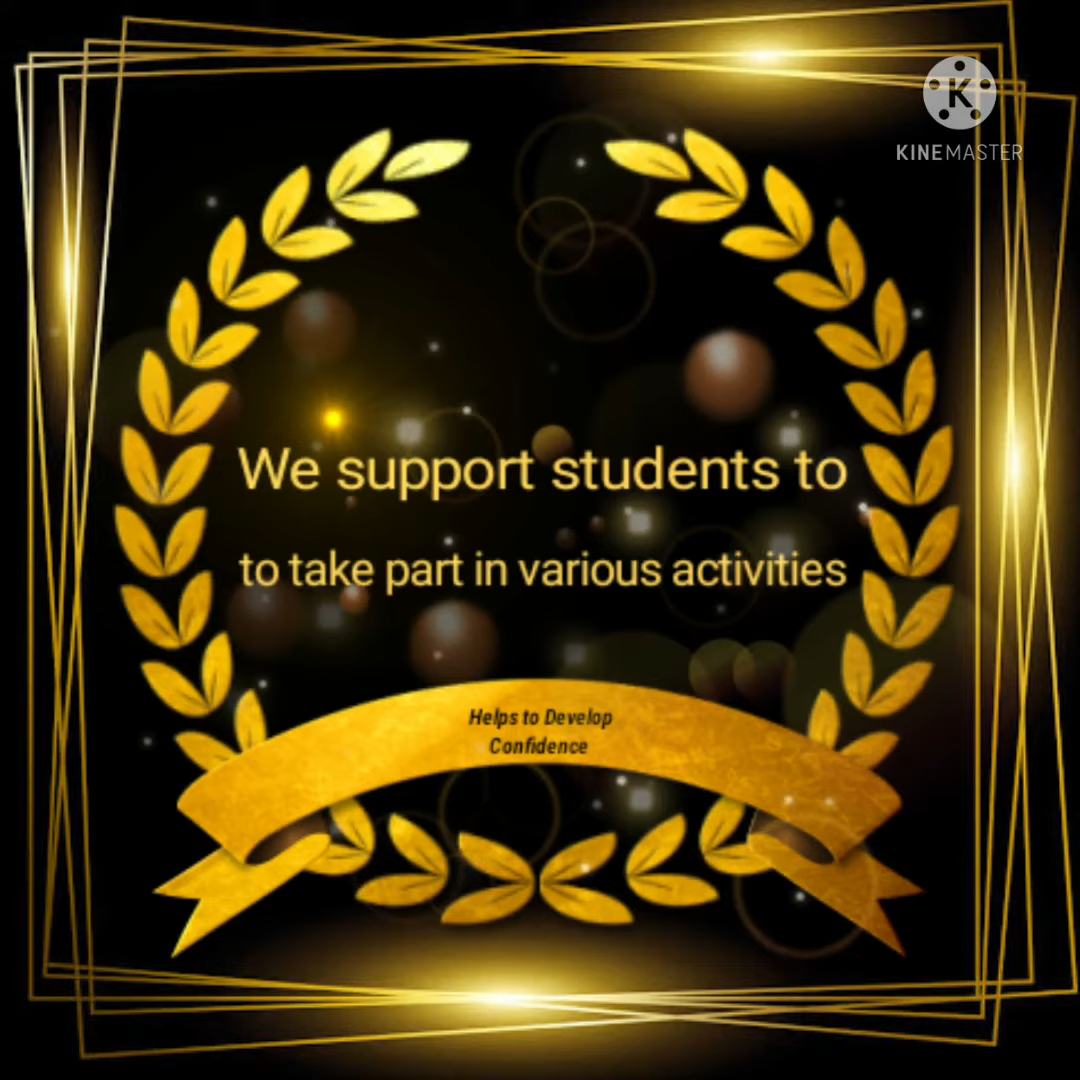 K
KINEMASTER
We support students to
to take part in various activities
Helps to Develop
Confidence